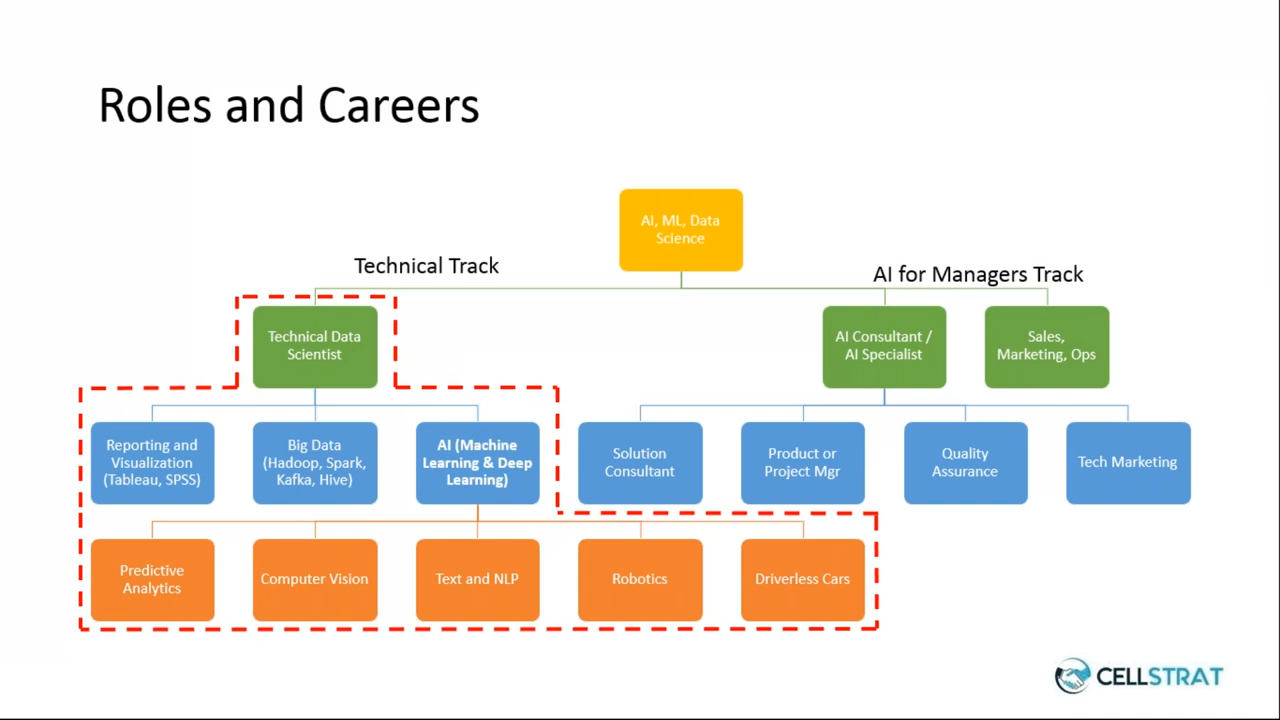 Roles and Careers
AI, ML, Data
Science
Technical Track
AI for Managers Track
Technical Data
Scientist
AI Consultant /
AI Specialist
Sales,
Marketing, Ops
Reporting and
Visualization
(Tableau, SPSS)
Big Data
(Hadoop, Spark,
Kafka, Hive)
AI (Machine
Learning & Deep
Learning)
Solution
Consultant
Product or
Project Mgr
Quality
Assurance
Tech Marketing
Predictive
Analytics
Computer Vision
Text and NLP
Robotics
Driverless Cars
CELLSTRAT